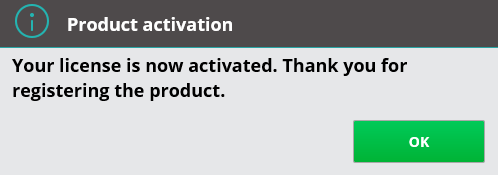 Product activation
Your license is now activated. Thank you for
registering the product.
OK